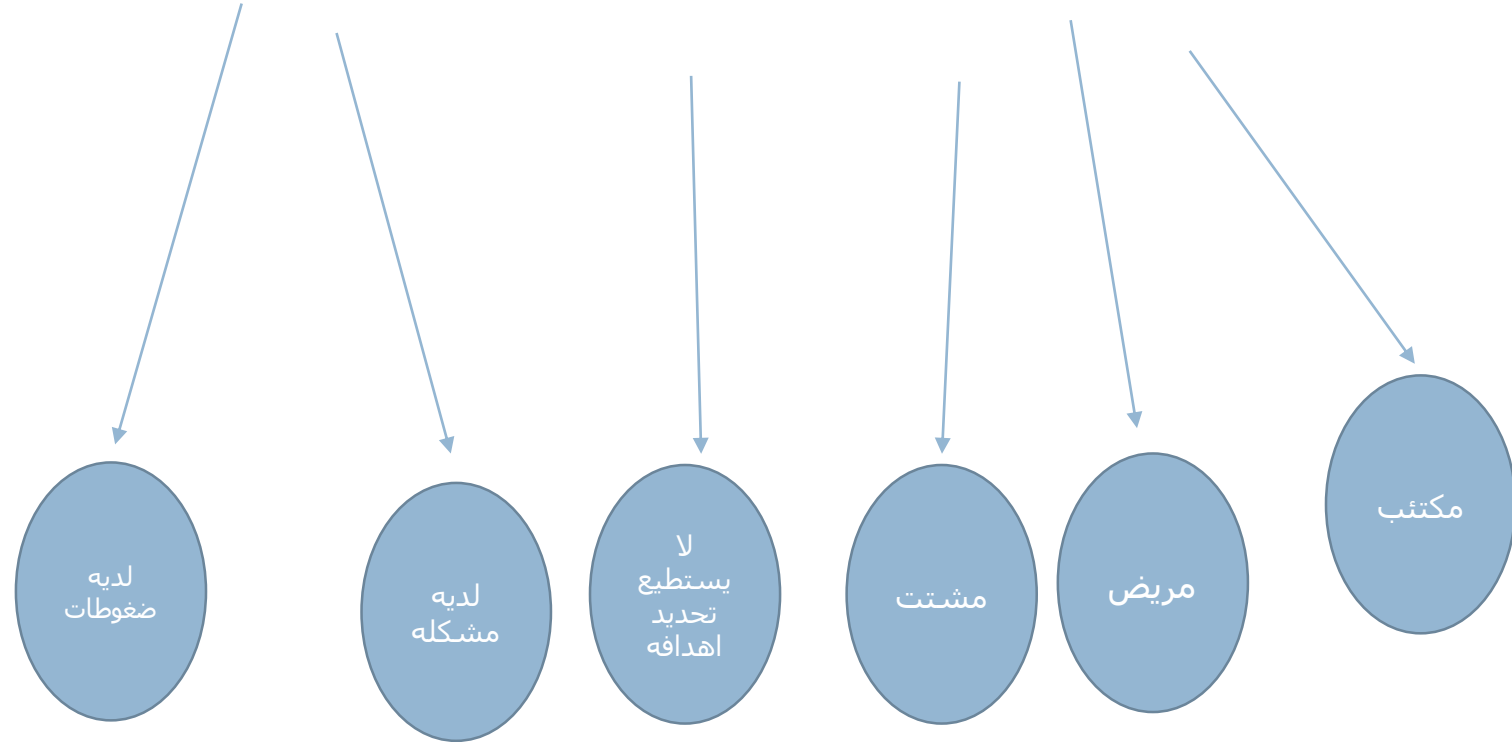 مكتئب
مريض
مشتت
لا
يستطيع
تحديد
اهدافه
لديه
مشكله
لديه
ضغوطات